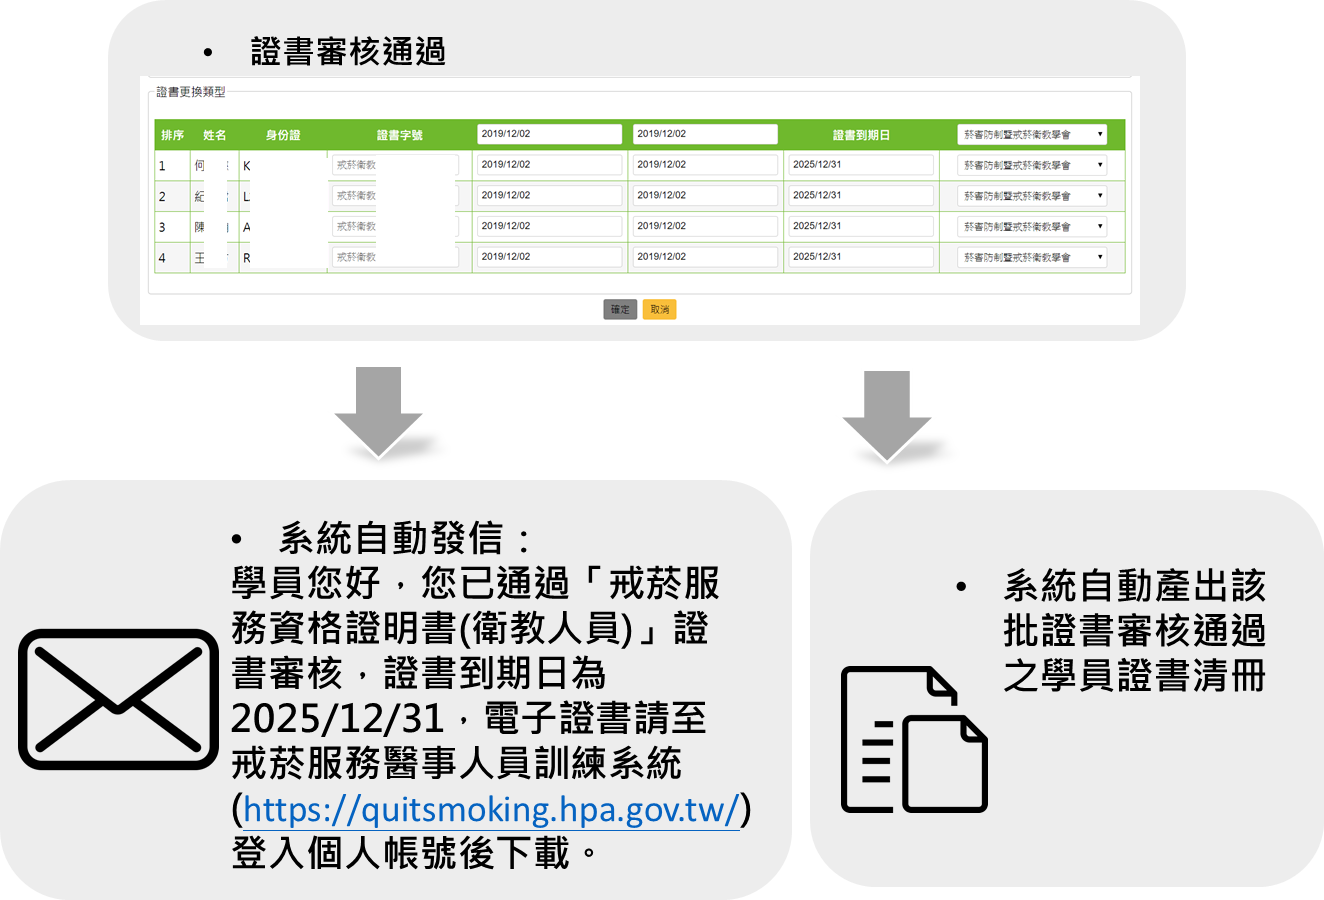 • 證書審核通過
證書更換類型
排序 姓名 身份證 證書字號 2019/12/02 2019/12/02 證書到期日 菸害防制暨戒菸衛教學會
1 何 K 戒菸衛教 2019/12/02 2019/12/02 2025/12/31 菸害防制暨戒菸衛教學會
2 紀 L 戒菸衛教 2019/12/02 2019/12/02 2025/12/31 菸害防制暨戒菸衛教學會
3 陳 A 戒菸衛教 2019/12/02 2019/12/02 2025/12/31 菸害防制暨戒菸衛教學會
4 王 R 戒菸衛教 2019/12/02 2019/12/02 2025/12/31 菸害防制暨戒菸衛教學會
確定 取消
• 系統自動發信：
學員您好，您已通過「戒菸服
務資格證明書(衛教人員)」證
書審核，證書到期日為
2025/12/31，電子證書請至
戒菸服務醫事人員訓練系統
(https://quitsmoking.hpa.gov.tw/)
登入個人帳號後下載。
• 系統自動產出該
批證書審核通過
之學員證書清冊